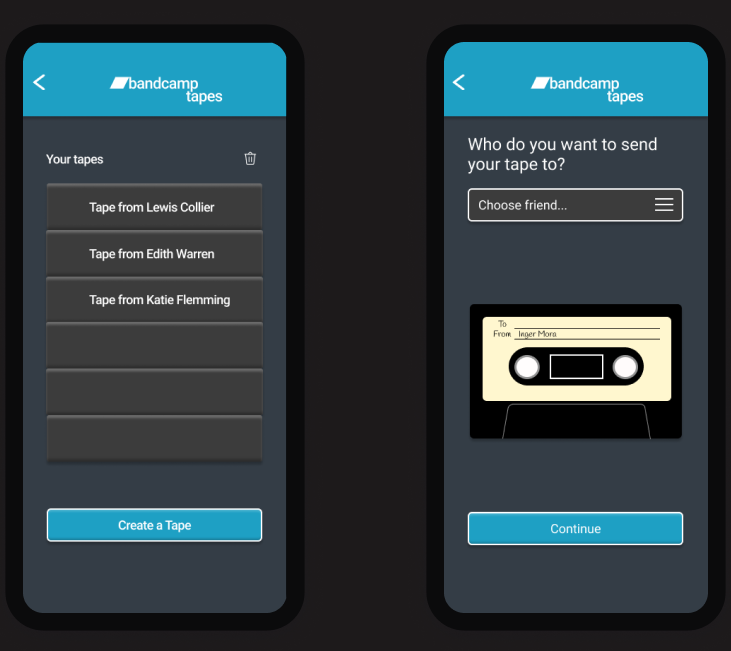 bandcamp
tapes
Your tapes
Tape from Lewis Collier
Tape from Edith Warren
Tape from Katie Flemming
Create a Tape
bandcamp
tapes
Who do you want to send
your tape to?
Choose friend...
To
From Inger Mora
Continue